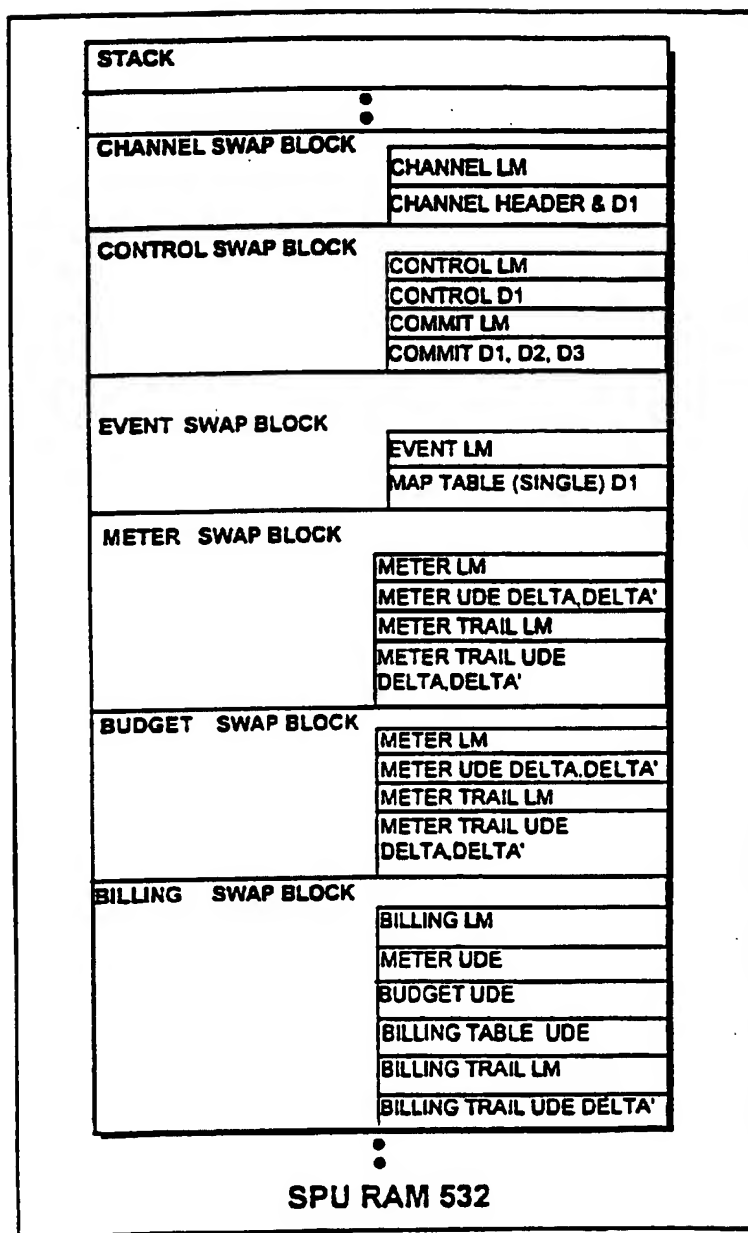 STACK
CHANNEL SWAP BLOCK
CHANNEL LM
CHANNEL HEADER & D1
CONTROL SWAP BLOCK
CONTROL LM
CONTROL D1
COMMIT LM
COMMIT D1, D2, D3
EVENT SWAP BLOCK
EVENT LM
MAP TABLE (SINGLE) D1
METER SWAP BLOCK
METER LM
METER UDE DELTA,DELTA'
METER TRAIL LM
METER TRAIL UDE
DELTA,DELTA'
BUDGET SWAP BLOCK
METER LM
METER UDE DELTA,DELTA'
METER TRAIL LM
METER TRAIL UDE
DELTA,DELTA'
BILLING SWAP BLOCK
BILLING LM
METER UDE
BUDGET UDE
BILLING TABLE UDE
BILLING TRAIL LM
BILLING TRAIL UDE DELTA'
SPU RAM 532